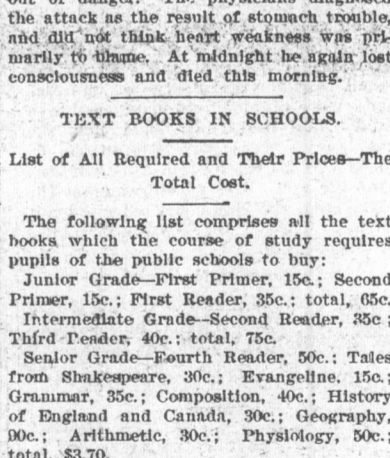 out of danger. The physicians diagnosed
the attack as the result of stomach trouble
and did not think heart weakness was pri-
marily to blame. At midnight he again lost
consciousness and died this morning.
TEXT BOOKS IN SCHOOLS.
List of All Required and Their Prices—The
Total Cost.
The following list comprises all the text
books which the course of study requires
pupils of the public schools to buy:
Junior Grade—First Primer, 15c.; Second
Primer, 15c.; First Reader, 35c.; total, 65c.
Intermediate Grade—Second Reader, 35c ;
Third Reader, 40c.; total, 75c.
Senior Grade—Fourth Reader, 50c.; Tales
from Shakespeare, 30c.; Evangeline, 15c.;
Grammar, 35c.; Composition, 40c.; History
of England and Canada, 30c.; Geography,
90c.; Arithmetic, 30c.; Physiology, 50c.;
total, $3.70.